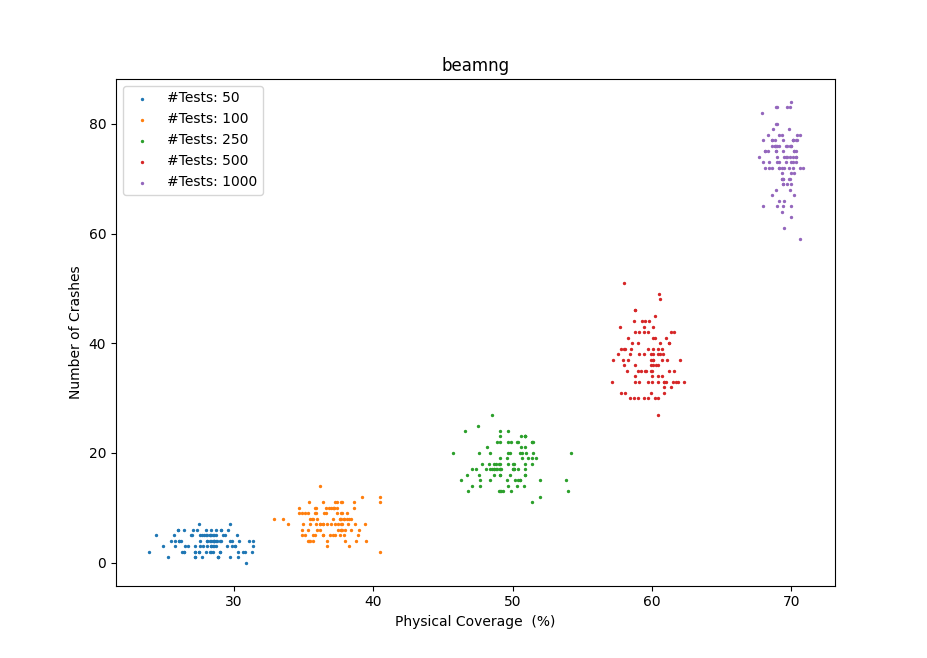 beamng
#Tests: 50
#Tests: 100
#Tests: 250
#Tests: 500
#Tests: 1000
80
60
40
20
0
Number of Crashes
30 40 50 60 70
Physical Coverage (%)